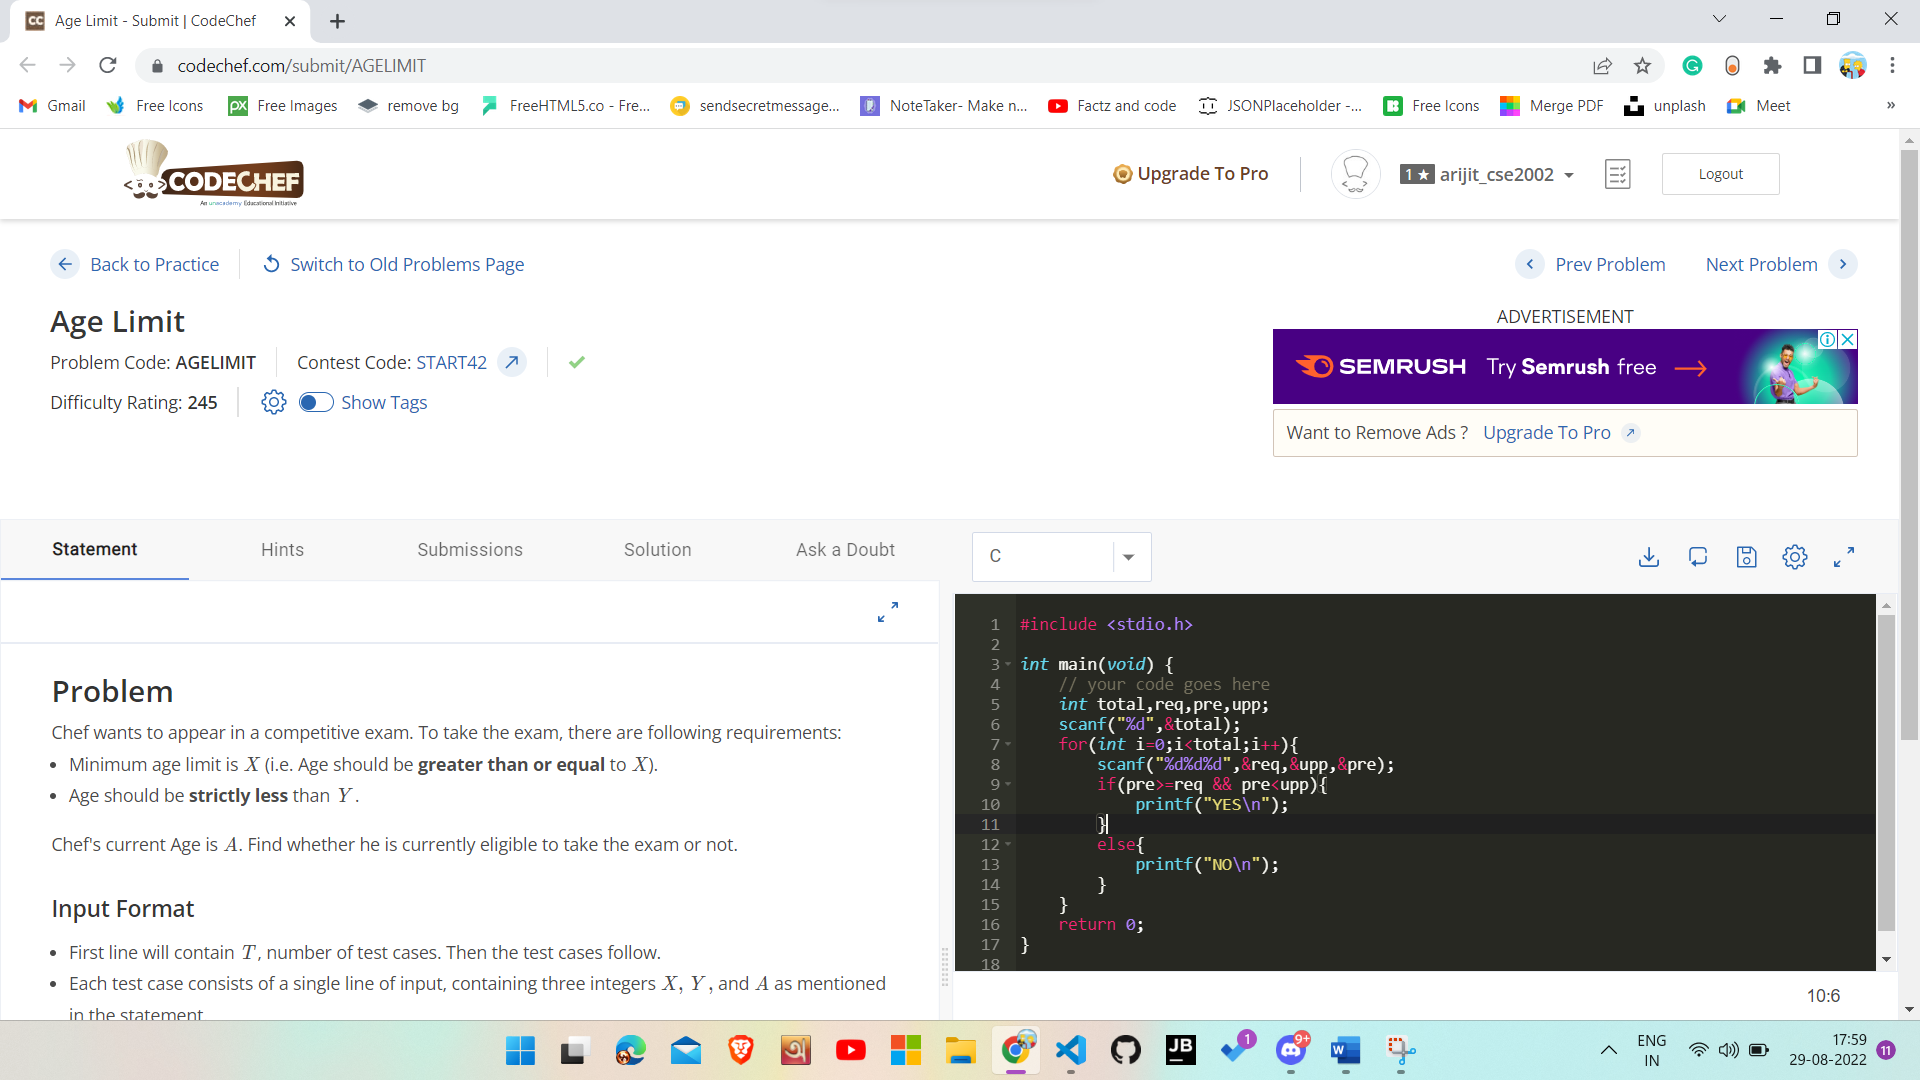 Age Limit - Submit | CodeChef
codechef.com/submit/AGELIMIT
Gmail
Free Icons
Free Images
remove bg
FreeHTML5.co - Fre...
sendsecretmessage...
NoteTaker- Make n...
Factz and code
JSONPlaceholder -...
Free Icons
Merge PDF
unplash
Meet
»
CODECHEF
An unacademy Educational Initiative
Upgrade To Pro
1★ arijit_cse2002
Logout
Back to Practice
Switch to Old Problems Page
Prev Problem
Next Problem
Age Limit
ADVERTISEMENT
Problem Code: AGELIMIT
Contest Code: START42
SEMRUSH Try Semrush free
Difficulty Rating: 245
Show Tags
Want to Remove Ads ? Upgrade To Pro
Statement
Hints
Submissions
Solution
Ask a Doubt
C
Problem
Chef wants to appear in a competitive exam. To take the exam, there are following requirements:
• Minimum age limit is X (i.e. Age should be greater than or equal to X).
• Age should be strictly less than Y.
Chef's current Age is A. Find whether he is currently eligible to take the exam or not.
Input Format
• First line will contain T, number of test cases. Then the test cases follow.
• Each test case consists of a single line of input, containing three integers X, Y, and A as mentioned
in the statement
1 #include <stdio.h>
2
3 int main(void) {
4 // your code goes here
5 int total,req,pre,upp;
6 scanf("%d",&total);
7 for(int i=0;i<total;i++){
8 scanf("%d%d%d",&req,&upp,&pre);
9 if(pre>=req && pre<upp){
10 printf("YES\n");
11 }
12 else{
13 printf("NO\n");
14 }
15 }
16 return 0;
17 }
18
10:6
PX
CC
अ
JB
1
9+
W
ENG
IN
17:59
29-08-2022
11